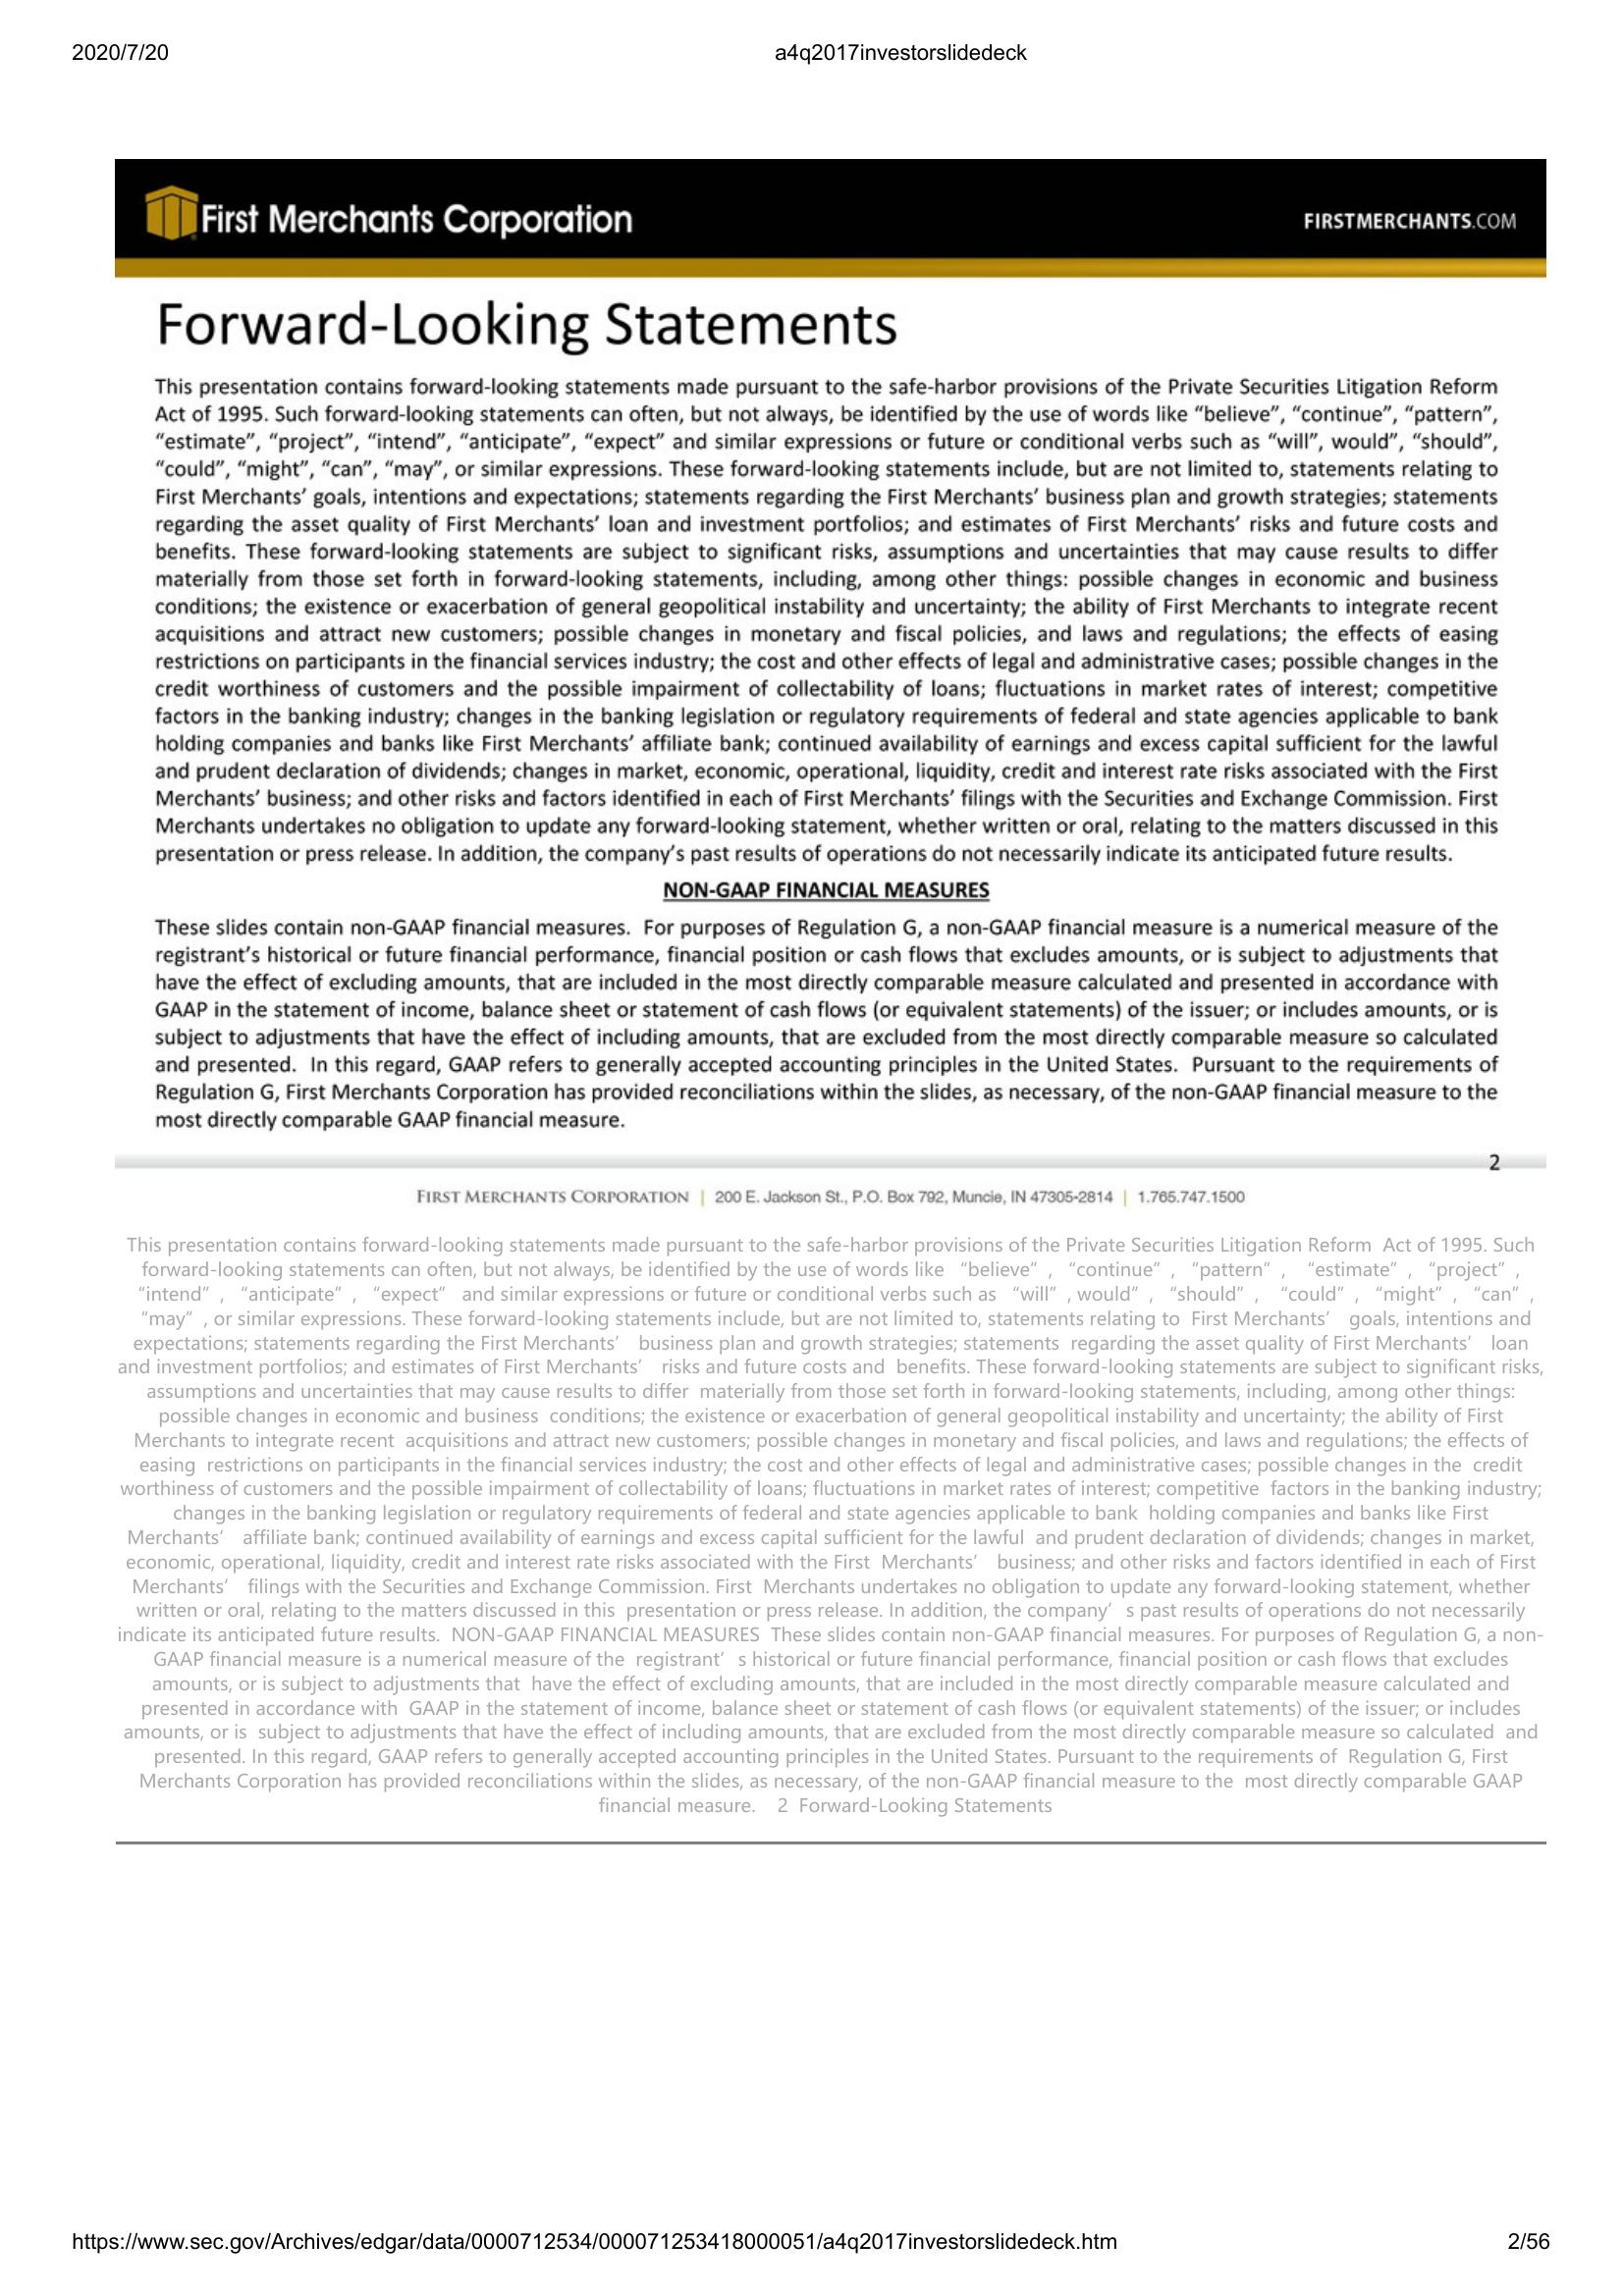 2020/7/20 a4q2017investorslidedeck
First Merchants Corporation FIRSTMERCHANTS.COM
Forward-Looking Statements
This presentation contains forward-looking statements made pursuant to the safe-harbor provisions of the Private Securities Litigation Reform
Act of 1995. Such forward-looking statements can often, but not always, be identified by the use of words like “believe”, “continue”, “pattern”,
“estimate”, “project”, “intend”, “anticipate”, “expect” and similar expressions or future or conditional verbs such as “will”, would”, “should”,
“could”, “might”, “can”, “may”, or similar expressions. These forward-looking statements include, but are not limited to, statements relating to
First Merchants’ goals, intentions and expectations; statements regarding the First Merchants’ business plan and growth strategies; statements
regarding the asset quality of First Merchants’ loan and investment portfolios; and estimates of First Merchants’ risks and future costs and
benefits. These forward-looking statements are subject to significant risks, assumptions and uncertainties that may cause results to differ
materially from those set forth in forward-looking statements, including, among other things: possible changes in economic and business
conditions; the existence or exacerbation of general geopolitical instability and uncertainty; the ability of First Merchants to integrate recent
acquisitions and attract new customers; possible changes in monetary and fiscal policies, and laws and regulations; the effects of easing
restrictions on participants in the financial services industry; the cost and other effects of legal and administrative cases; possible changes in the
credit worthiness of customers and the possible impairment of collectability of loans; fluctuations in market rates of interest; competitive
factors in the banking industry; changes in the banking legislation or regulatory requirements of federal and state agencies applicable to bank
holding companies and banks like First Merchants’ affiliate bank; continued availability of earnings and excess capital sufficient for the lawful
and prudent declaration of dividends; changes in market, economic, operational, liquidity, credit and interest rate risks associated with the First
Merchants’ business; and other risks and factors identified in each of First Merchants’ filings with the Securities and Exchange Commission. First
Merchants undertakes no obligation to update any forward-looking statement, whether written or oral, relating to the matters discussed in this
presentation or press release. In addition, the company’s past results of operations do not necessarily indicate its anticipated future results.
NON-GAAP FINANCIAL MEASURES
These slides contain non-GAAP financial measures. For purposes of Regulation G, a non-GAAP financial measure is a numerical measure of the
registrant’s historical or future financial performance, financial position or cash flows that excludes amounts, or is subject to adjustments that
have the effect of excluding amounts, that are included in the most directly comparable measure calculated and presented in accordance with
GAAP in the statement of income, balance sheet or statement of cash flows (or equivalent statements) of the issuer; or includes amounts, or is
subject to adjustments that have the effect of including amounts, that are excluded from the most directly comparable measure so calculated
and presented. In this regard, GAAP refers to generally accepted accounting principles in the United States. Pursuant to the requirements of
Regulation G, First Merchants Corporation has provided reconciliations within the slides, as necessary, of the non-GAAP financial measure to the
most directly comparable GAAP financial measure.
2
FIRST MERCHANTS CORPORATION | 200 E. Jackson St., P.O. Box 792, Muncie, IN 47305-2814 | 1.765.747.1500
This presentation contains forward-looking statements made pursuant to the safe-harbor provisions of the Private Securities Litigation Reform Act of 1995. Such
forward-looking statements can often, but not always, be identified by the use of words like “believe” , “continue” , “pattern” , “estimate” , “project” ,
“intend” , “anticipate” , “expect” and similar expressions or future or conditional verbs such as “will” , would” , “should” , “could” , “might” , “can” ,
“may” , or similar expressions. These forward-looking statements include, but are not limited to, statements relating to First Merchants’ goals, intentions and
expectations; statements regarding the First Merchants’ business plan and growth strategies; statements regarding the asset quality of First Merchants’ loan
and investment portfolios; and estimates of First Merchants’ risks and future costs and benefits. These forward-looking statements are subject to significant risks,
assumptions and uncertainties that may cause results to differ materially from those set forth in forward-looking statements, including, among other things:
possible changes in economic and business conditions; the existence or exacerbation of general geopolitical instability and uncertainty; the ability of First
Merchants to integrate recent acquisitions and attract new customers; possible changes in monetary and fiscal policies, and laws and regulations; the effects of
easing restrictions on participants in the financial services industry; the cost and other effects of legal and administrative cases; possible changes in the credit
worthiness of customers and the possible impairment of collectability of loans; fluctuations in market rates of interest; competitive factors in the banking industry;
changes in the banking legislation or regulatory requirements of federal and state agencies applicable to bank holding companies and banks like First
Merchants’ affiliate bank; continued availability of earnings and excess capital sufficient for the lawful and prudent declaration of dividends; changes in market,
economic, operational, liquidity, credit and interest rate risks associated with the First Merchants’ business; and other risks and factors identified in each of First
Merchants’ filings with the Securities and Exchange Commission. First Merchants undertakes no obligation to update any forward-looking statement, whether
written or oral, relating to the matters discussed in this presentation or press release. In addition, the company’ s past results of operations do not necessarily
indicate its anticipated future results. NON-GAAP FINANCIAL MEASURES These slides contain non-GAAP financial measures. For purposes of Regulation G, a non-
GAAP financial measure is a numerical measure of the registrant’ s historical or future financial performance, financial position or cash flows that excludes
amounts, or is subject to adjustments that have the effect of excluding amounts, that are included in the most directly comparable measure calculated and
presented in accordance with GAAP in the statement of income, balance sheet or statement of cash flows (or equivalent statements) of the issuer; or includes
amounts, or is subject to adjustments that have the effect of including amounts, that are excluded from the most directly comparable measure so calculated and
presented. In this regard, GAAP refers to generally accepted accounting principles in the United States. Pursuant to the requirements of Regulation G, First
Merchants Corporation has provided reconciliations within the slides, as necessary, of the non-GAAP financial measure to the most directly comparable GAAP
financial measure. 2 Forward-Looking Statements
https://www.sec.gov/Archives/edgar/data/0000712534/000071253418000051/a4q2017investorslidedeck.htm 2/56